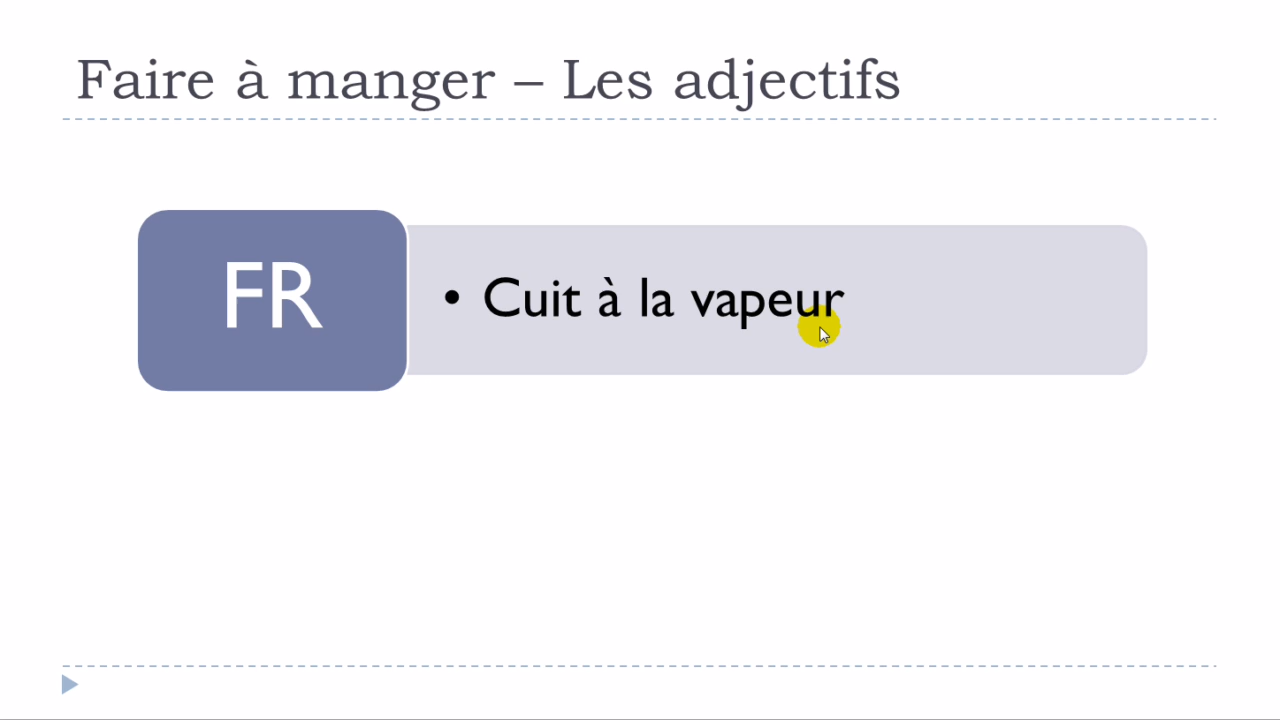 Faire à manger – Les adjectifs
FR
• Cuit à la vapeur